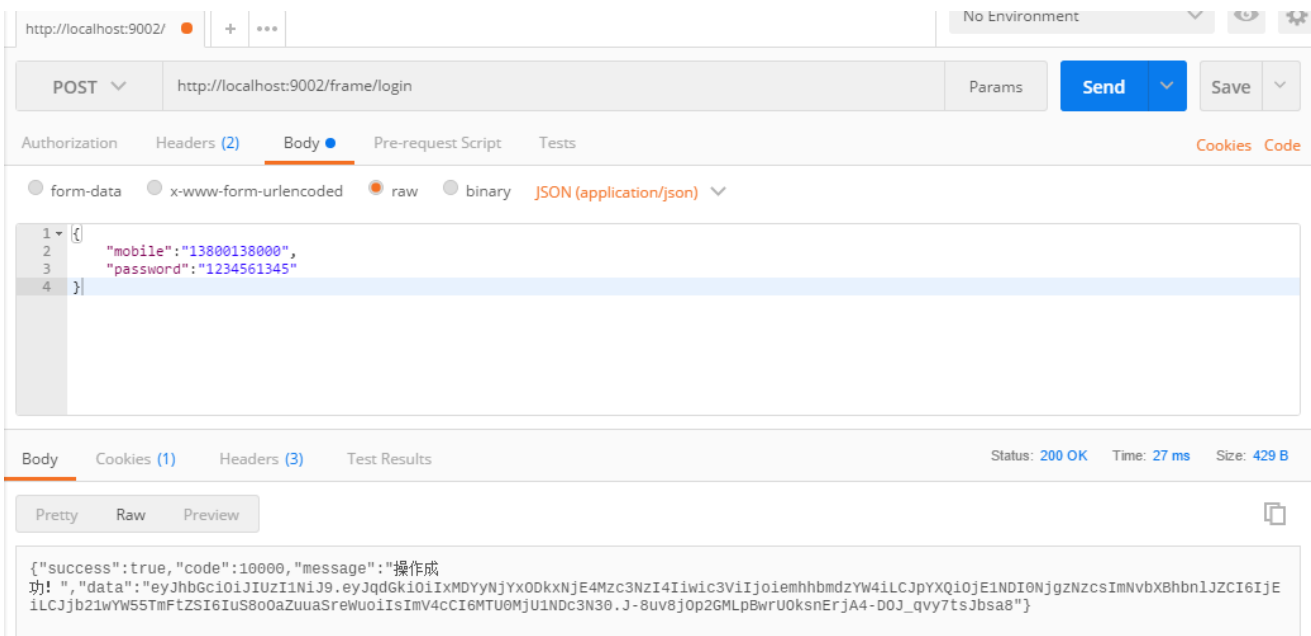 http://localhost:9002/ + ••• No Environment
POST http://localhost:9002/frame/login Params Send Save
Authorization Headers (2) Body Pre-request Script Tests Cookies Code
form-data x-www-form-urlencoded raw binary JSON (application/json)
1 {
2 "mobile":"13800138000",
3 "password":"1234561345"
4 }
Body Cookies (1) Headers (3) Test Results Status: 200 OK Time: 27 ms Size: 429 B
Pretty Raw Preview
{"success":true,"code":10000,"message":"操作成
功！","data":"eyJhbGciOiJIUzI1NiJ9.eyJqdGkiOiIxMDYyNjYxODkxNjE4Mzc3NzI4Iiwic3ViIjoiemhhbmdzYW4iLCJpYXQiOjE1NDI0NjgzNzcsImNvbXBhbnlJZCI6IjE
iLCJjb21wYW55TmFtZSI6IuS8oOaZuuaSreWuoiIsImV4cCI6MTU0MjU1NDc3N30.J-8uv8jOp2GMLpBwrUOksnErjA4-DOJ_qvy7tsJbsa8"}